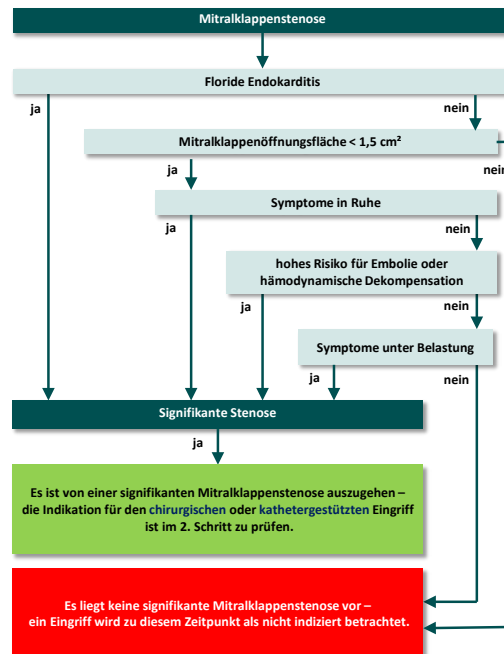 Mitralklappenstenose
Floride Endokarditis
ja
nein
Mitralklappenöffnungsfläche < 1,5 cm²
ja
nein
Symptome in Ruhe
ja
nein
hohes Risiko für Embolie oder
hämodynamische Dekompensation
ja
nein
Symptome unter Belastung
ja
nein
Signifikante Stenose
ja
Es ist von einer signifikanten Mitralklappenstenose auszugehen –
die Indikation für den chirurgischen oder kathetergestützten Eingriff
ist im 2. Schritt zu prüfen.
Es liegt keine signifikante Mitralklappenstenose vor –
ein Eingriff wird zu diesem Zeitpunkt als nicht indiziert betrachtet.